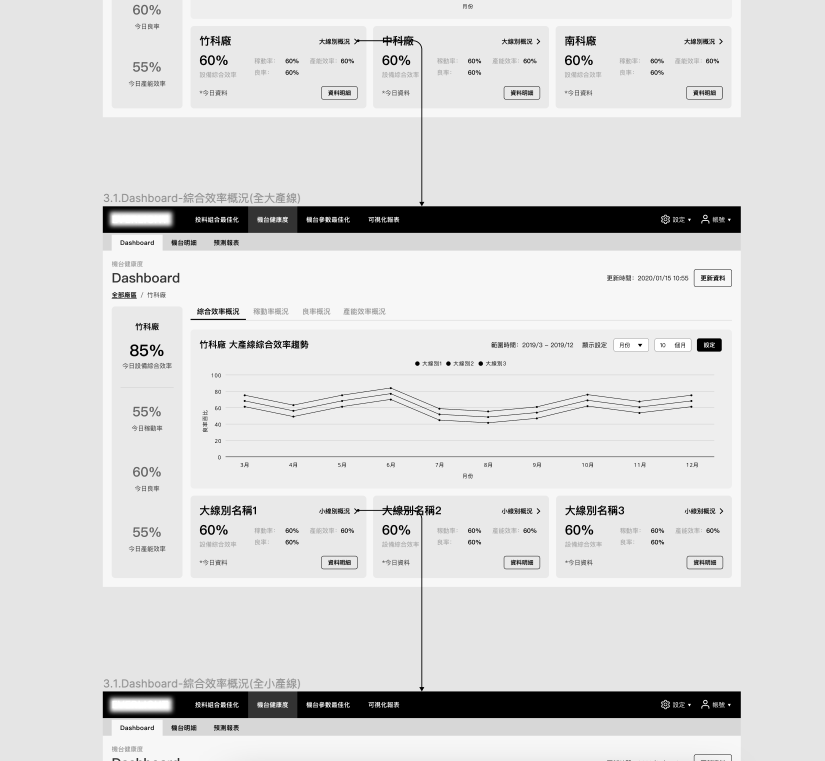 60%
今日良率
55%
今日產能效率
月份
竹科廠
大線別概況
60%
設備綜合效率
稼動率： 60%
產能效率： 60%
良率： 60%
*今日資料
資料明細
中科廠
大線別概況
60%
設備綜合效率
稼動率： 60%
產能效率： 60%
良率： 60%
*今日資料
資料明細
南科廠
大線別概況
60%
設備綜合效率
稼動率： 60%
產能效率： 60%
良率： 60%
*今日資料
資料明細
3.1.Dashboard-綜合效率概況(全大產線)
投料組合最佳化 機台健康度 機台參數最佳化 可視化報表 設定 帳號
Dashboard 機台明細 預測報表
機台健康度
Dashboard
更新時間： 2020/01/15 10:55 更新資料
全部廠區 / 竹科廠
竹科廠
85%
今日設備綜合效率
55%
今日稼動率
60%
今日良率
55%
今日產能效率
綜合效率概況 稼動率概況 良率概況 產能效率概況
竹科廠 大產線綜合效率趨勢
範圍時間： 2019/3 ~ 2019/12 顯示設定 月份 10 個月 設定
大線別1 大線別2 大線別3
100
80
60
40
20
0
良率百比
3月 4月 5月 6月 7月 8月 9月 10月 11月 12月
月份
大線別名稱1
小線別概況
60%
設備綜合效率
稼動率： 60%
產能效率： 60%
良率： 60%
*今日資料
資料明細
大線別名稱2
小線別概況
60%
設備綜合效率
稼動率： 60%
產能效率： 60%
良率： 60%
*今日資料
資料明細
大線別名稱3
小線別概況
60%
設備綜合效率
稼動率： 60%
產能效率： 60%
良率： 60%
*今日資料
資料明細
3.1.Dashboard-綜合效率概況(全小產線)
投料組合最佳化 機台健康度 機台參數最佳化 可視化報表 設定 帳號
Dashboard 機台明細 預測報表
機台健康度
Dashboard